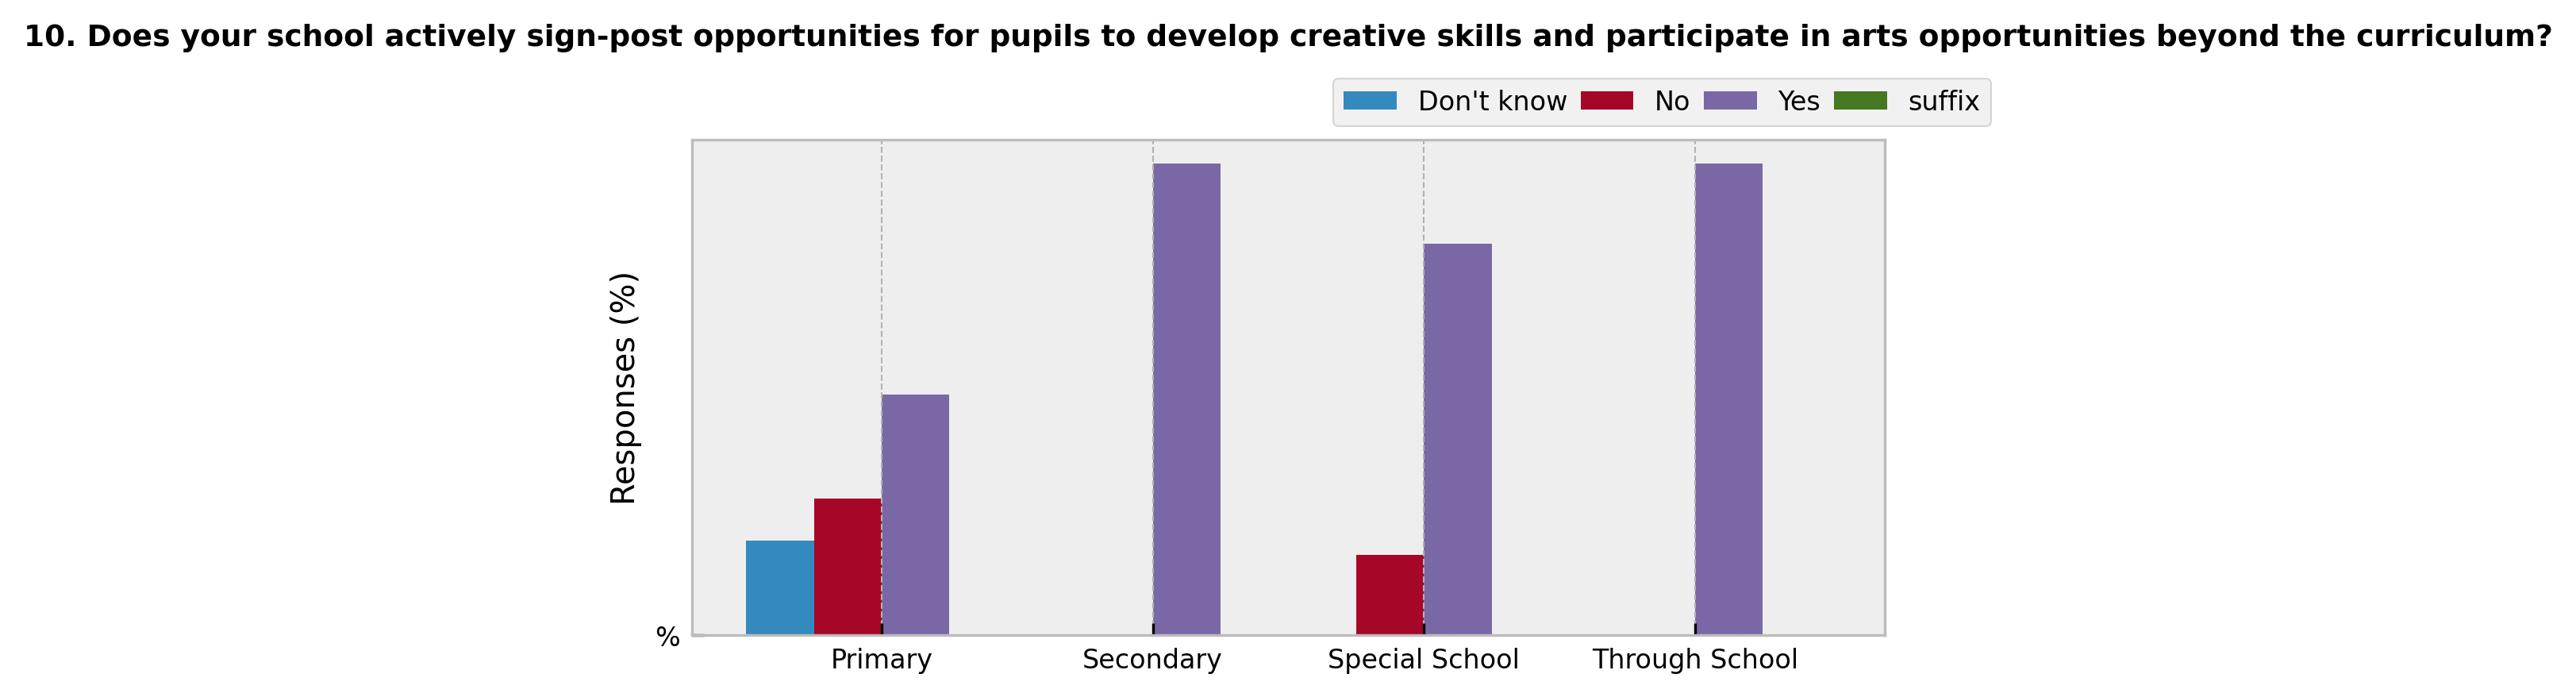 10. Does your school actively sign-post opportunities for pupils to develop creative skills and participate in arts opportunities beyond the curriculum?
Don't know No Yes suffix
Responses (%)
%
Primary Secondary Special School Through School